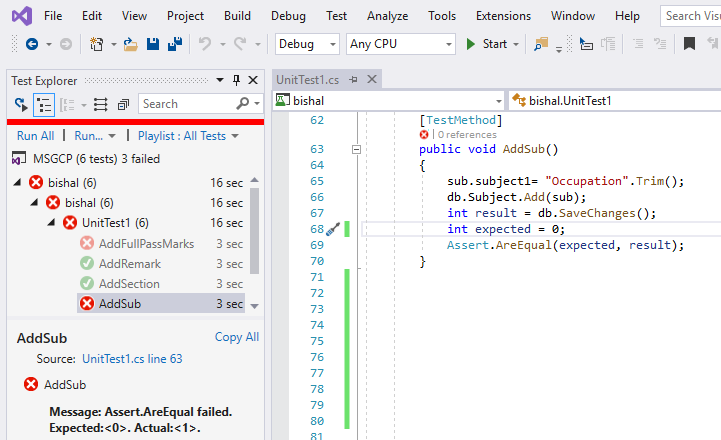 File Edit View Project Build Debug Test Analyze Tools Extensions Window Help Search Visu
Debug Any CPU Start
Test Explorer
Search
Run All | Run... | Playlist : All Tests
MSGCP (6 tests) 3 failed
bishal (6) 16 sec
bishal (6) 16 sec
UnitTest1 (6) 16 sec
AddFullPassMarks 3 sec
AddRemark 3 sec
AddSection 3 sec
AddSub 3 sec
AddSub Copy All
Source: UnitTest1.cs line 63
AddSub
Message: Assert.AreEqual failed.
Expected:<0>. Actual:<1>.
UnitTest1.cs
bishal bishal.UnitTest1
62 [TestMethod]
| 0 references
63 public void AddSub()
64 {
65 sub.subject1= "Occupation".Trim();
66 db.Subject.Add(sub);
67 int result = db.SaveChanges();
68 int expected = 0;
69 Assert.AreEqual(expected, result);
70 }
71
72
73
74
75
76
77
78
79
80
81